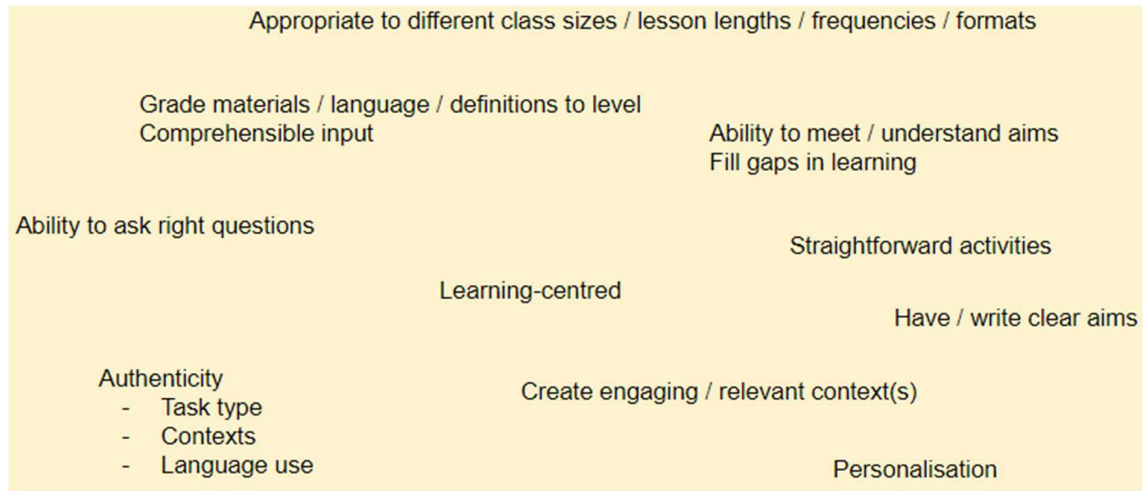 Appropriate to different class sizes / lesson lengths / frequencies / formats
Grade materials / language / definitions to level
Comprehensible input
Ability to meet / understand aims
Fill gaps in learning
Ability to ask right questions
Straightforward activities
Learning-centred
Have / write clear aims
Authenticity
- Task type
- Contexts
- Language use
Create engaging / relevant context(s)
Personalisation